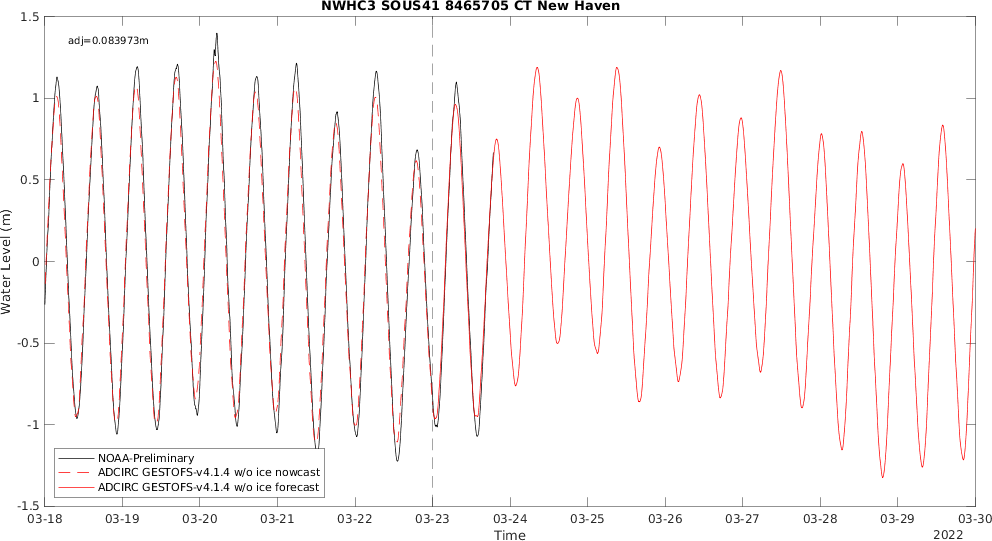 NWHC3 SOUS41 8465705 CT New Haven
adj=0.083973m
1.5
1
0.5
0
-0.5
-1
-1.5
Water Level (m)
NOAA-Preliminary
ADCIRC GESTOFS-v4.1.4 w/o ice nowcast
ADCIRC GESTOFS-v4.1.4 w/o ice forecast
03-18 03-19 03-20 03-21 03-22 03-23 03-24 03-25 03-26 03-27 03-28 03-29 03-30
Time
2022